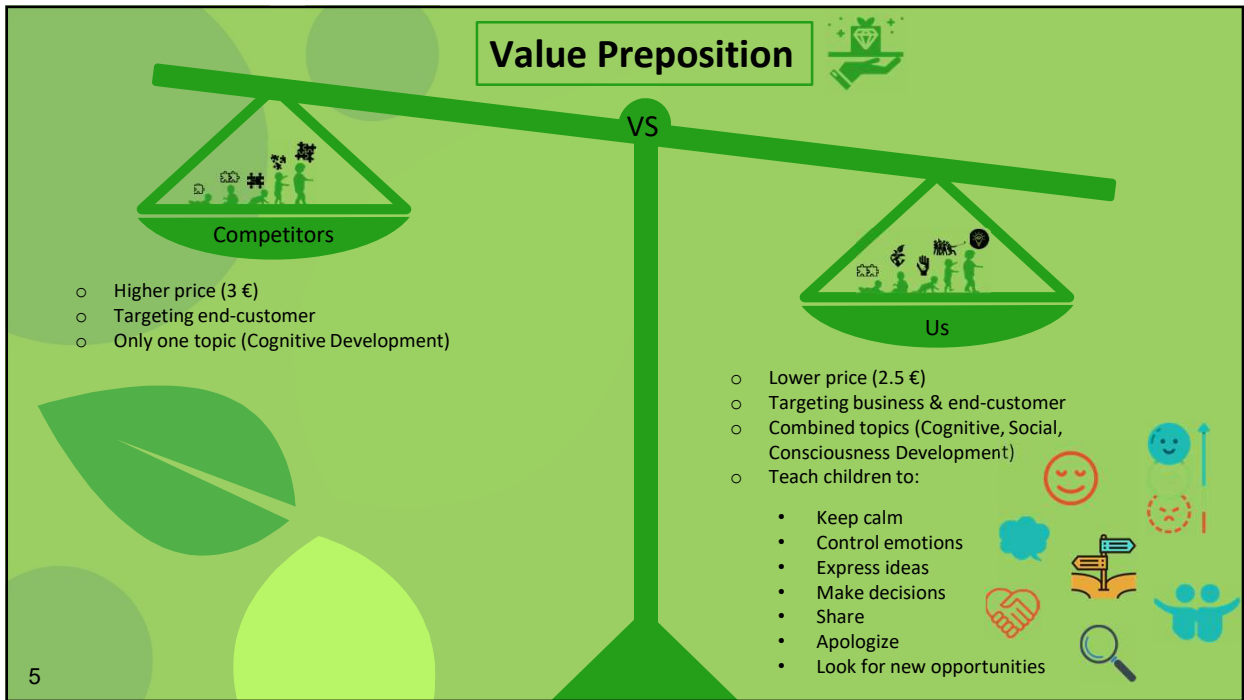 Value Preposition
VS
Competitors
o Higher price (3 €)
o Targeting end-customer
o Only one topic (Cognitive Development)
Us
o Lower price (2.5 €)
o Targeting business & end-customer
o Combined topics (Cognitive, Social,
Consciousness Development)
o Teach children to:
• Keep calm
• Control emotions
• Express ideas
• Make decisions
• Share
• Apologize
• Look for new opportunities
5